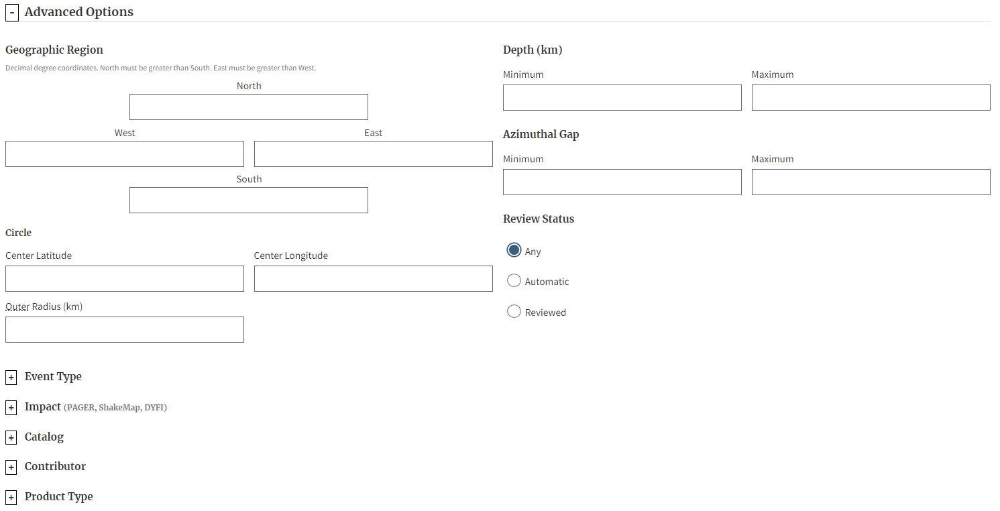 - Advanced Options
Geographic Region
Decimal degree coordinates. North must be greater than South. East must be greater than West.
North
West East
South
Circle
Center Latitude Center Longitude
Outer Radius (km)
Depth (km)
Minimum Maximum
Azimuthal Gap
Minimum Maximum
Review Status
Any
Automatic
Reviewed
+ Event Type
+ Impact (PAGER, ShakeMap, DYFI)
+ Catalog
+ Contributor
+ Product Type